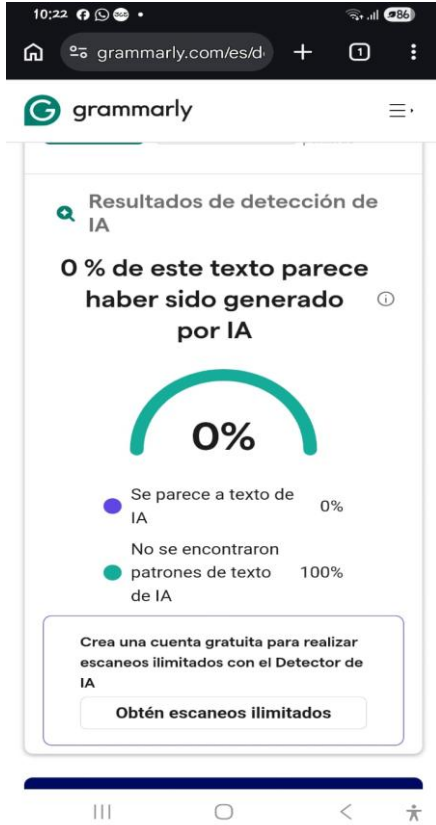 10:22
86
grammarly.com/es/d
1
grammarly
Resultados de detección de
IA
0 % de este texto parece
haber sido generado
por IA
0%
Se parece a texto de
IA
0%
No se encontraron
patrones de texto
de IA
100%
Crea una cuenta gratuita para realizar
escaneos ilimitados con el Detector de
IA
Obtén escaneos ilimitados